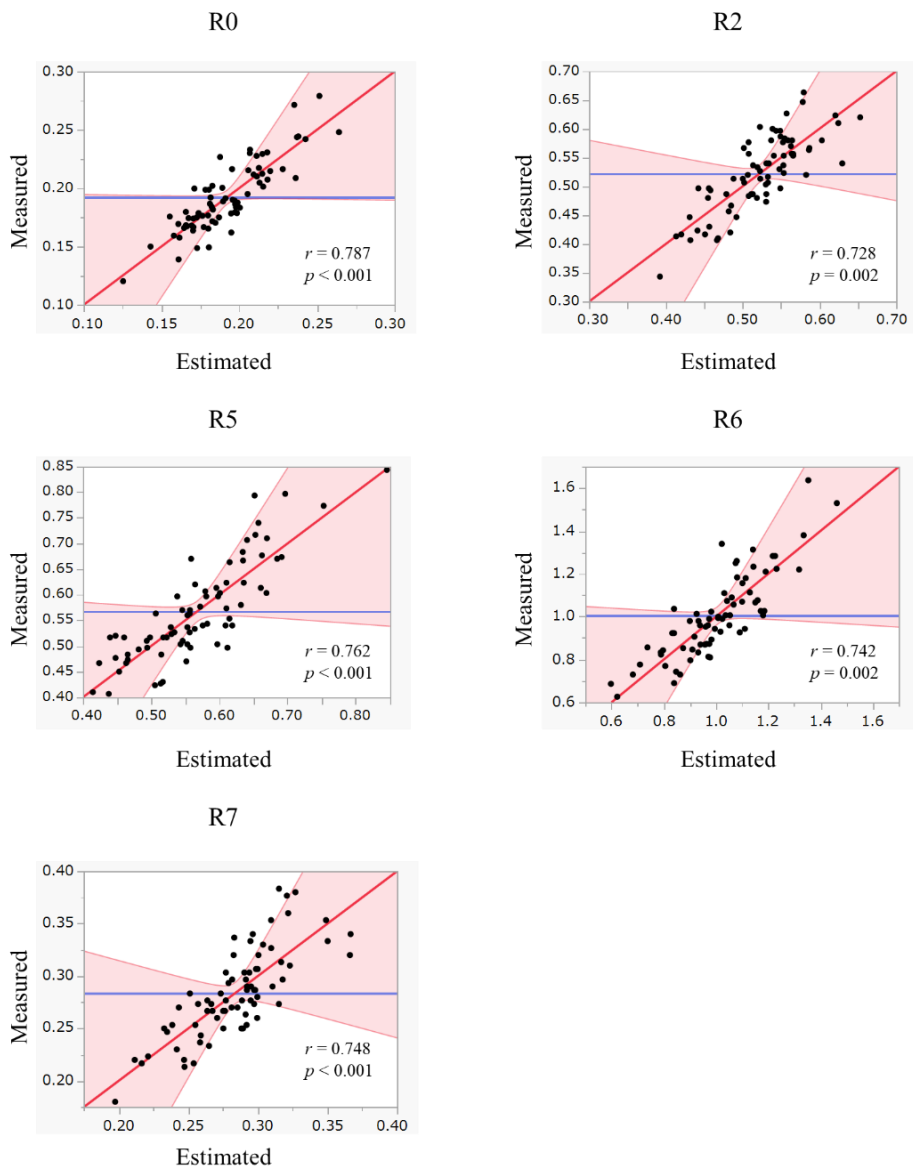 R0
0.30
0.25
0.20
0.15
0.10
Measured
r = 0.787
p < 0.001
0.10 0.15 0.20 0.25 0.30
Estimated
R2
0.70
0.65
0.60
0.55
0.50
0.45
0.40
0.35
0.30
Measured
r = 0.728
p = 0.002
0.30 0.40 0.50 0.60 0.70
Estimated
R5
0.85
0.80
0.75
0.70
0.65
0.60
0.55
0.50
0.45
0.40
Measured
r = 0.762
p < 0.001
0.40 0.50 0.60 0.70 0.80
Estimated
R6
1.6
1.4
1.2
1.0
0.8
0.6
Measured
r = 0.742
p = 0.002
0.6 0.8 1.0 1.2 1.4 1.6
Estimated
R7
0.40
0.35
0.30
0.25
0.20
Measured
r = 0.748
p < 0.001
0.20 0.25 0.30 0.35 0.40
Estimated